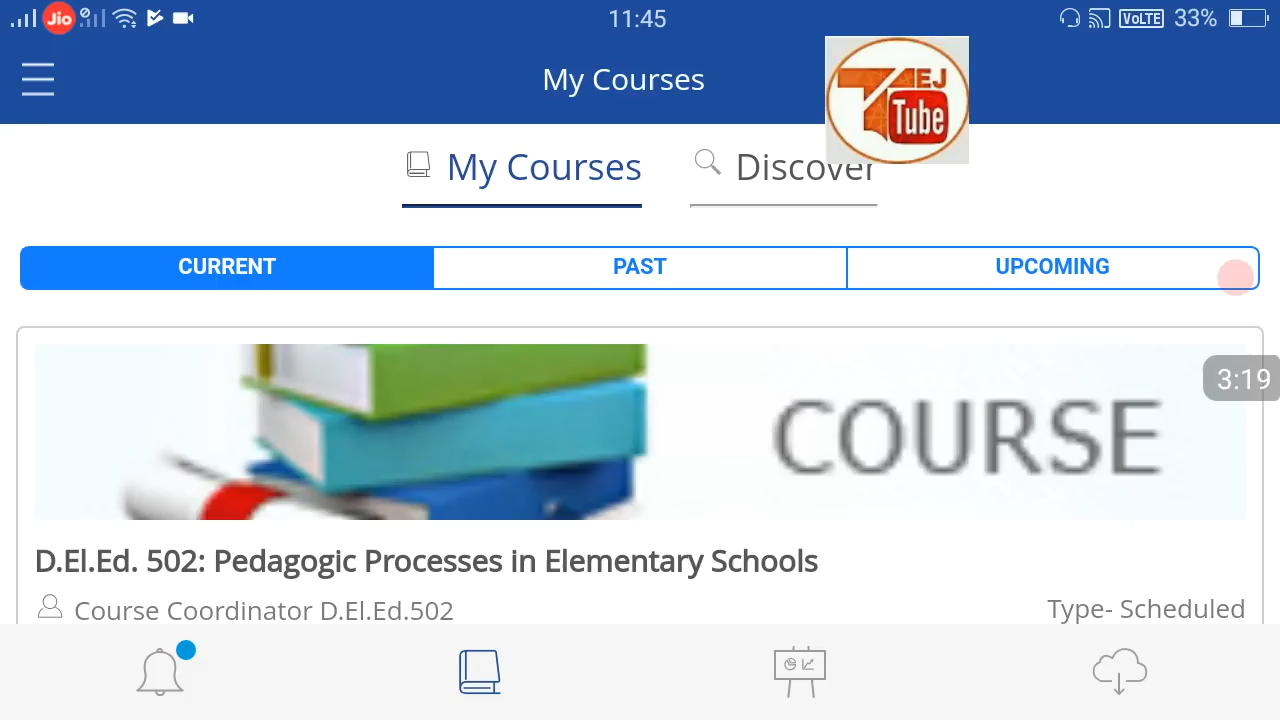 Jio
11:45
VoLTE 33%
My Courses
TEJ
Tube
My Courses
Discover
CURRENT
PAST
UPCOMING
3:19
COURSE
D.El.Ed. 502: Pedagogic Processes in Elementary Schools
Course Coordinator D.El.Ed.502
Type- Scheduled